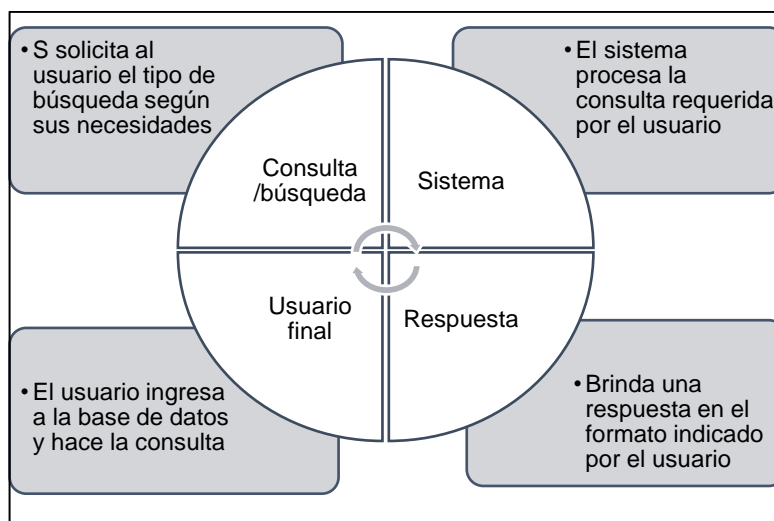 • S solicita al
usuario el tipo de
búsqueda según
sus necesidades
• El sistema
procesa la
consulta requerida
por el usuario
Consulta
/búsqueda
Sistema
Usuario
final
Respuesta
• El usuario ingresa
a la base de datos
y hace la consulta
• Brinda una
respuesta en el
formato indicado
por el usuario